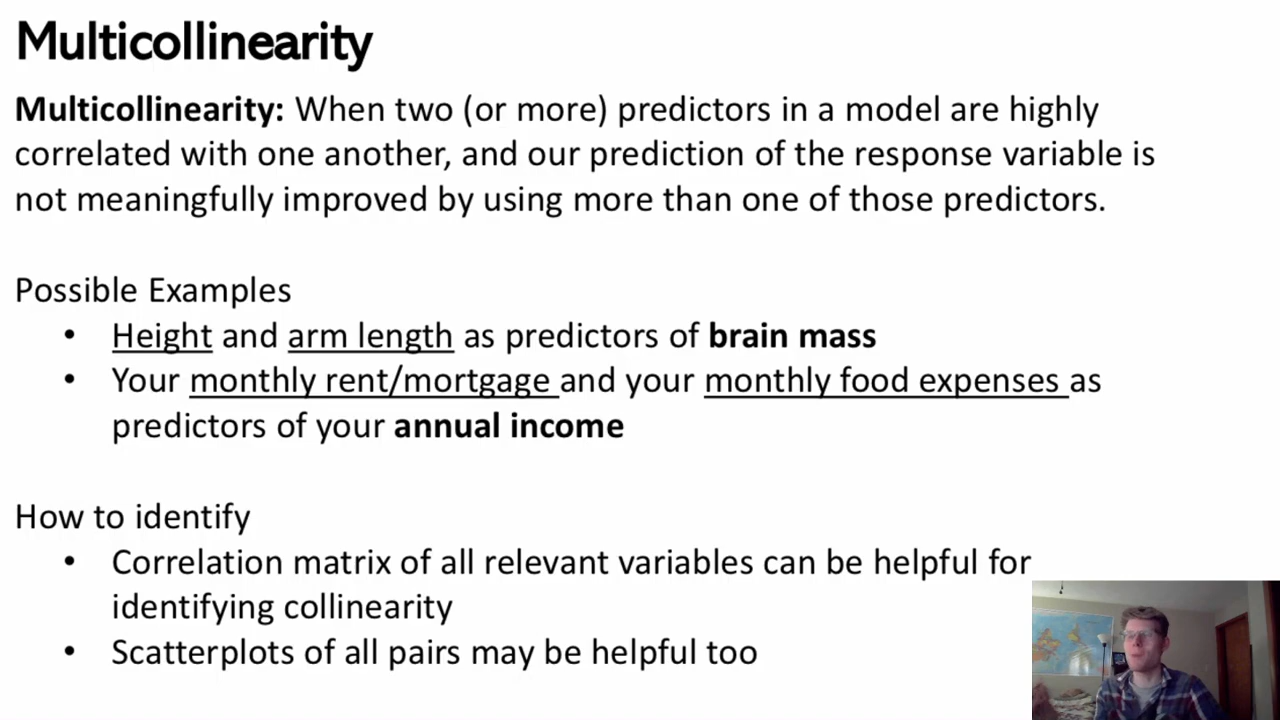 Multicollinearity
Multicollinearity: When two (or more) predictors in a model are highly
correlated with one another, and our prediction of the response variable is
not meaningfully improved by using more than one of those predictors.
Possible Examples
• Height and arm length as predictors of brain mass
• Your monthly rent/mortgage and your monthly food expenses as
predictors of your annual income
How to identify
• Correlation matrix of all relevant variables can be helpful for
identifying collinearity
• Scatterplots of all pairs may be helpful too